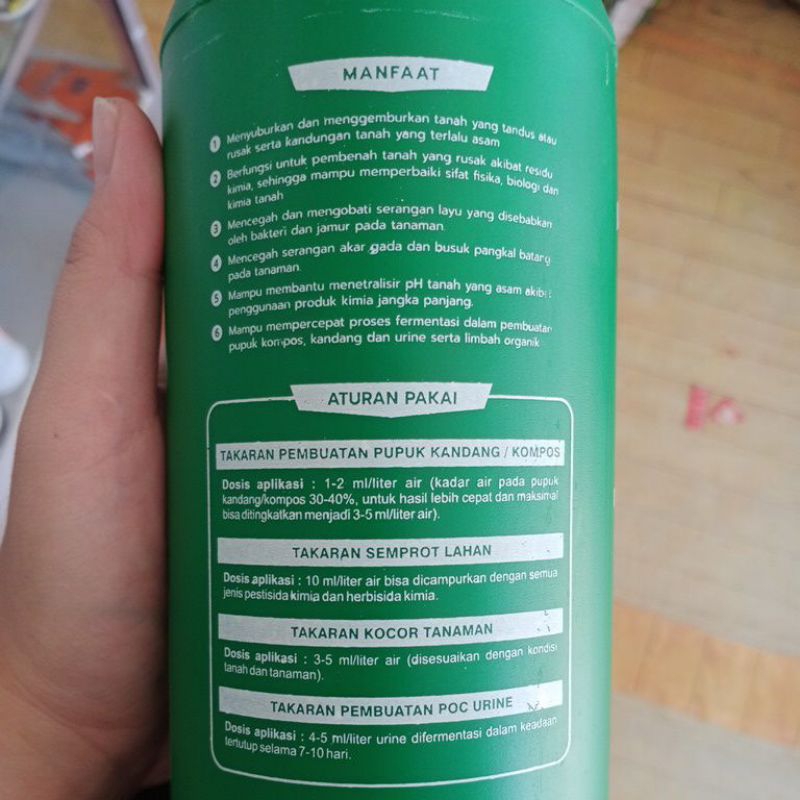 MANFAAT
1 Menyuburkan dan menggemburkan tanah yang tandus atau
rusak serta kandungan tanah yang terlalu asam
2 Berfungsi untuk pembenah tanah yang rusak akibat residu
kimia, sehingga mampu memperbaiki sifat fisika, biologi dan
kimia tanah
3 Mencegah dan mengobati serangan layu yang disebabkan
oleh bakteri dan jamur pada tanaman.
4 Mencegah serangan akar gada dan busuk pangkal batang
pada tanaman.
5 Mampu membantu menetralisir pH tanah yang asam akibat
penggunaan produk kimia jangka panjang.
6 Mampu mempercepat proses fermentasi dalam pembuatan
pupuk kompos, kandang dan urine serta limbah organik
ATURAN PAKAI
TAKARAN PEMBUATAN PUPUK KANDANG / KOMPOS
Dosis aplikasi : 1-2 ml/liter air (kadar air pada pupuk
kandang/kompos 30-40%, untuk hasil lebih cepat dan maksimal
bisa ditingkatkan menjadi 3-5 ml/liter air).
TAKARAN SEMPROT LAHAN
Dosis aplikasi : 10 ml/liter air bisa dicampurkan dengan semua
jenis pestisida kimia dan herbisida kimia.
TAKARAN KOCOR TANAMAN
Dosis aplikasi : 3-5 ml/liter air (disesuaikan dengan kondisi
tanah dan tanaman).
TAKARAN PEMBUATAN POC URINE
Dosis aplikasi : 4-5 ml/liter urine difermentasi dalam keadaan
tertutup selama 7-10 hari.